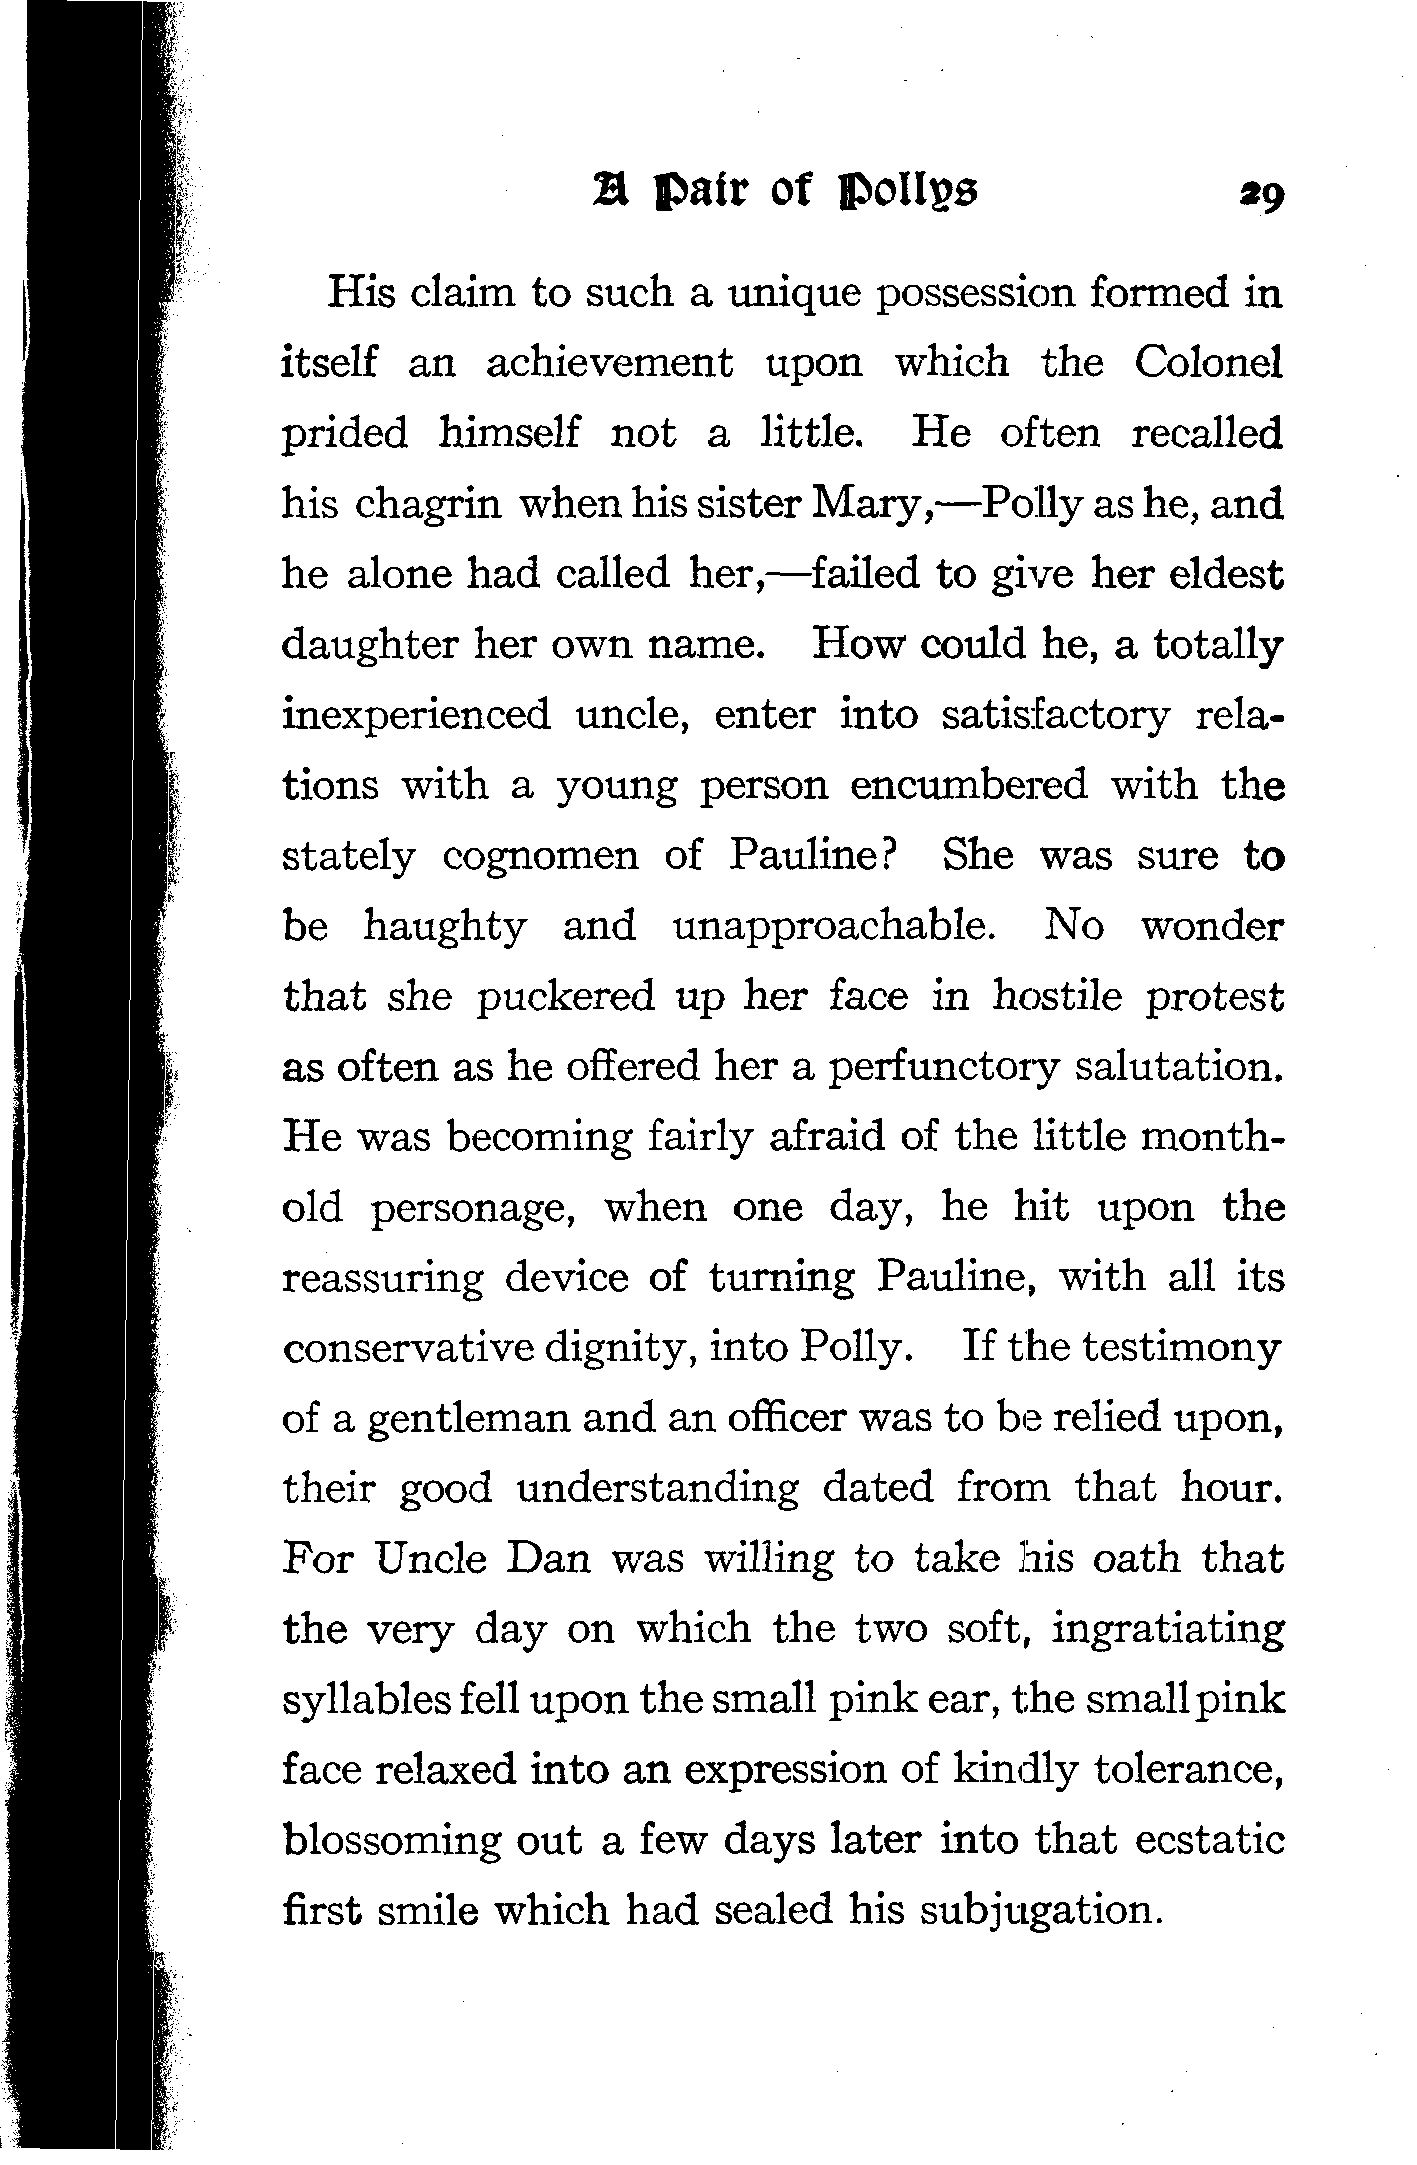 A Pair of Pollys 29
His claim to such a unique possession formed in
itself an achievement upon which the Colonel
prided himself not a little. He often recalled
his chagrin when his sister Mary,—Polly as he, and
he alone had called her,—failed to give her eldest
daughter her own name. How could he, a totally
inexperienced uncle, enter into satisfactory rela-
tions with a young person encumbered with the
stately cognomen of Pauline? She was sure to
be haughty and unapproachable. No wonder
that she puckered up her face in hostile protest
as often as he offered her a perfunctory salutation.
He was becoming fairly afraid of the little month-
old personage, when one day, he hit upon the
reassuring device of turning Pauline, with all its
conservative dignity, into Polly. If the testimony
of a gentleman and an officer was to be relied upon,
their good understanding dated from that hour.
For Uncle Dan was willing to take his oath that
the very day on which the two soft, ingratiating
syllables fell upon the small pink ear, the small pink
face relaxed into an expression of kindly tolerance,
blossoming out a few days later into that ecstatic
first smile which had sealed his subjugation.